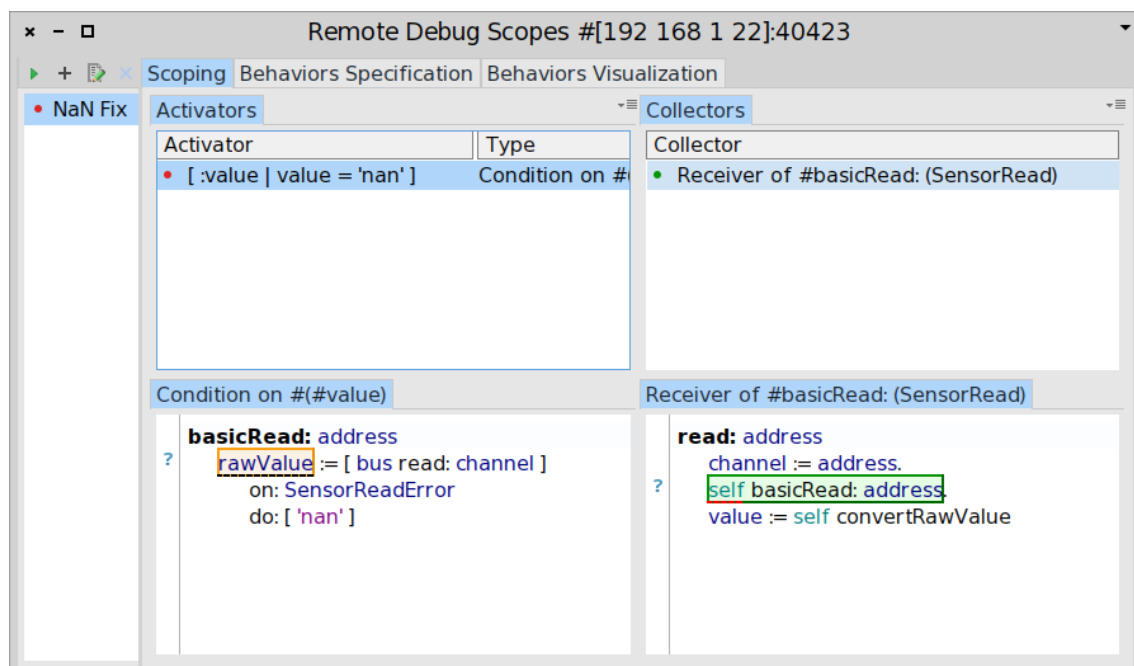 Remote Debug Scopes #[192 168 1 22]:40423
Scoping Behaviors Specification Behaviors Visualization
NaN Fix
Activators
Activator Type
[ :value | value = 'nan' ] Condition on #(
Collectors
Collector
Receiver of #basicRead: (SensorRead)
Condition on #(#value)
basicRead: address
? rawValue := [ bus read: channel ]
on: SensorReadError
do: [ 'nan' ]
Receiver of #basicRead: (SensorRead)
read: address
channel := address.
? self basicRead: address.
value := self convertRawValue